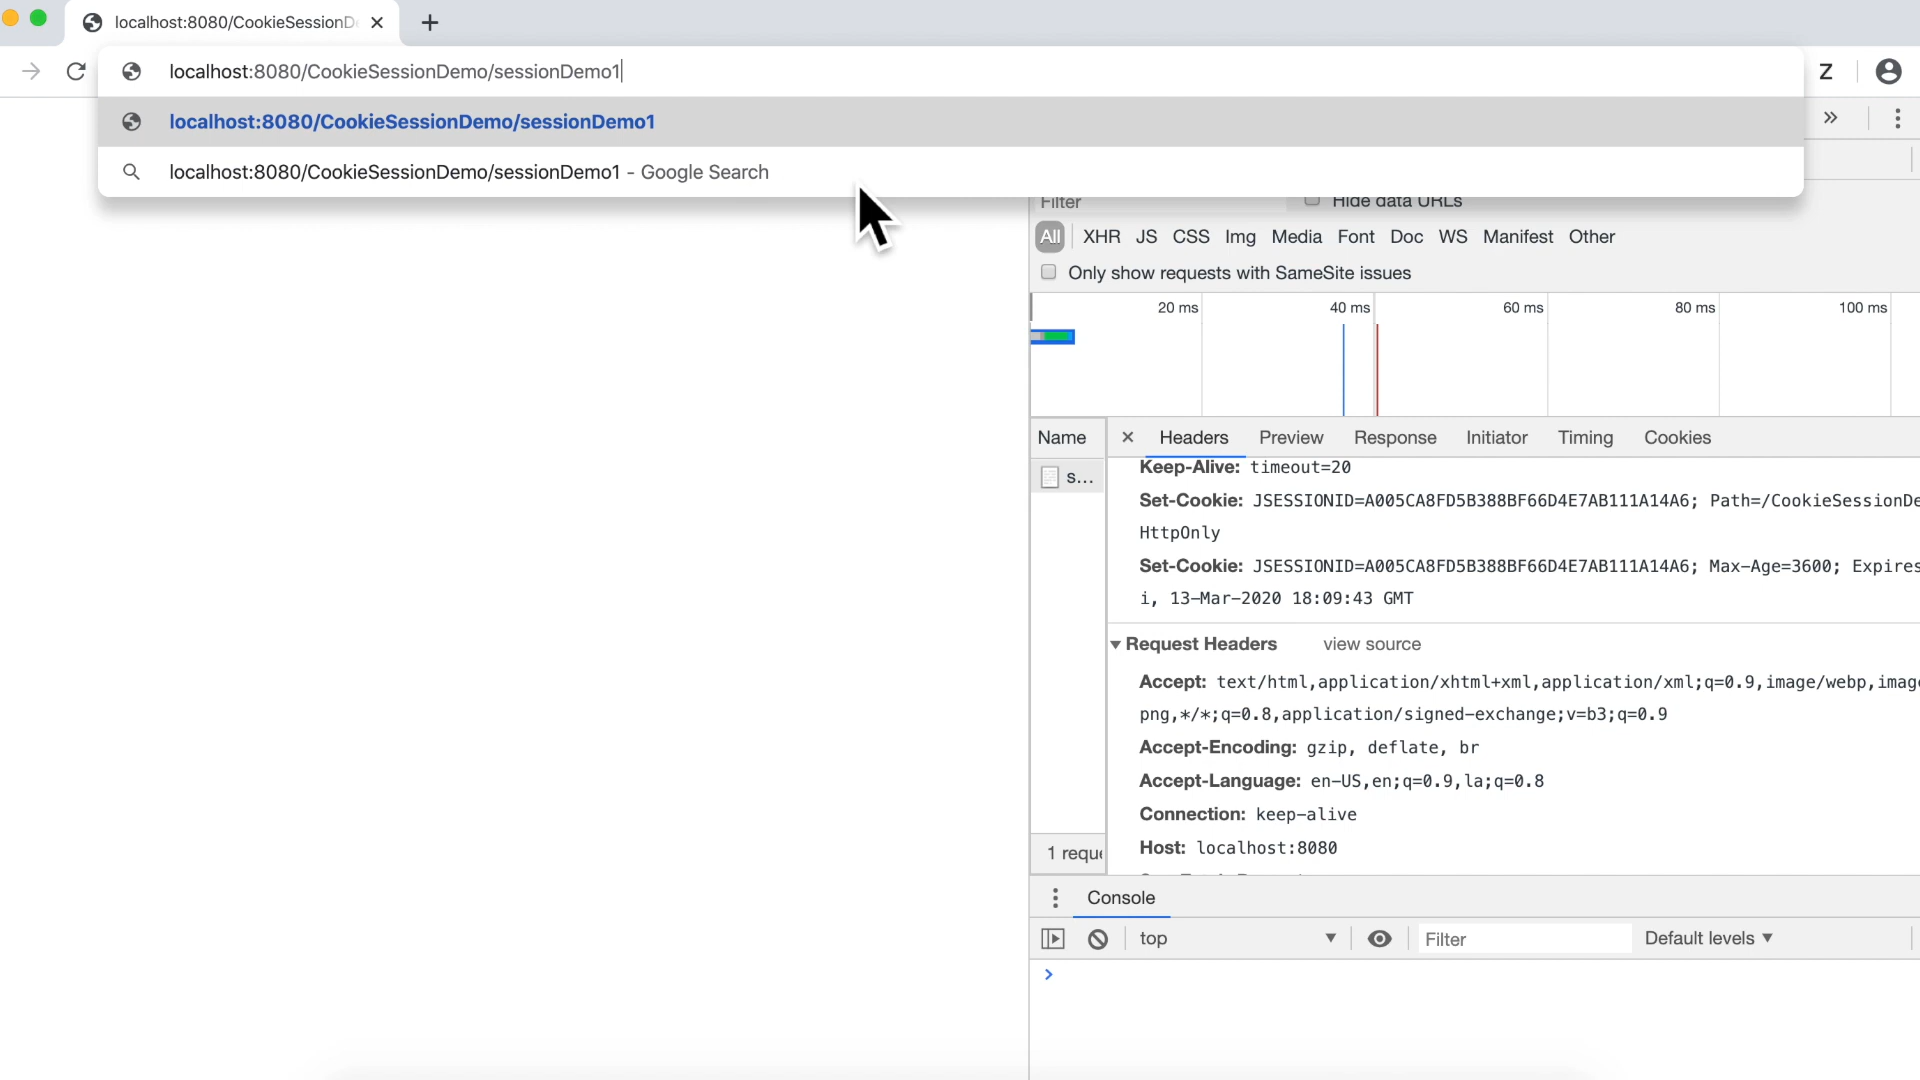 localhost:8080/CookieSessionD
localhost:8080/CookieSessionDemo/sessionDemo1
Z
localhost:8080/CookieSessionDemo/sessionDemo1
localhost:8080/CookieSessionDemo/sessionDemo1 - Google Search
Filter Hide data URLs
All XHR JS CSS Img Media Font Doc WS Manifest Other
Only show requests with SameSite issues
20 ms 40 ms 60 ms 80 ms 100 ms
Name Headers Preview Response Initiator Timing Cookies
Keep-Alive: timeout=20
s...
Set-Cookie: JSESSIONID=A005CA8FD5B388BF66D4E7AB111A14A6; Path=/CookieSessionDe
HttpOnly
Set-Cookie: JSESSIONID=A005CA8FD5B388BF66D4E7AB111A14A6; Max-Age=3600; Expires
i, 13-Mar-2020 18:09:43 GMT
Request Headers view source
Accept: text/html,application/xhtml+xml,application/xml;q=0.9,image/webp,imag
png,*/*;q=0.8,application/signed-exchange;v=b3;q=0.9
Accept-Encoding: gzip, deflate, br
Accept-Language: en-US,en;q=0.9,la;q=0.8
Connection: keep-alive
Host: localhost:8080
1 reque
Console
top Filter Default levels